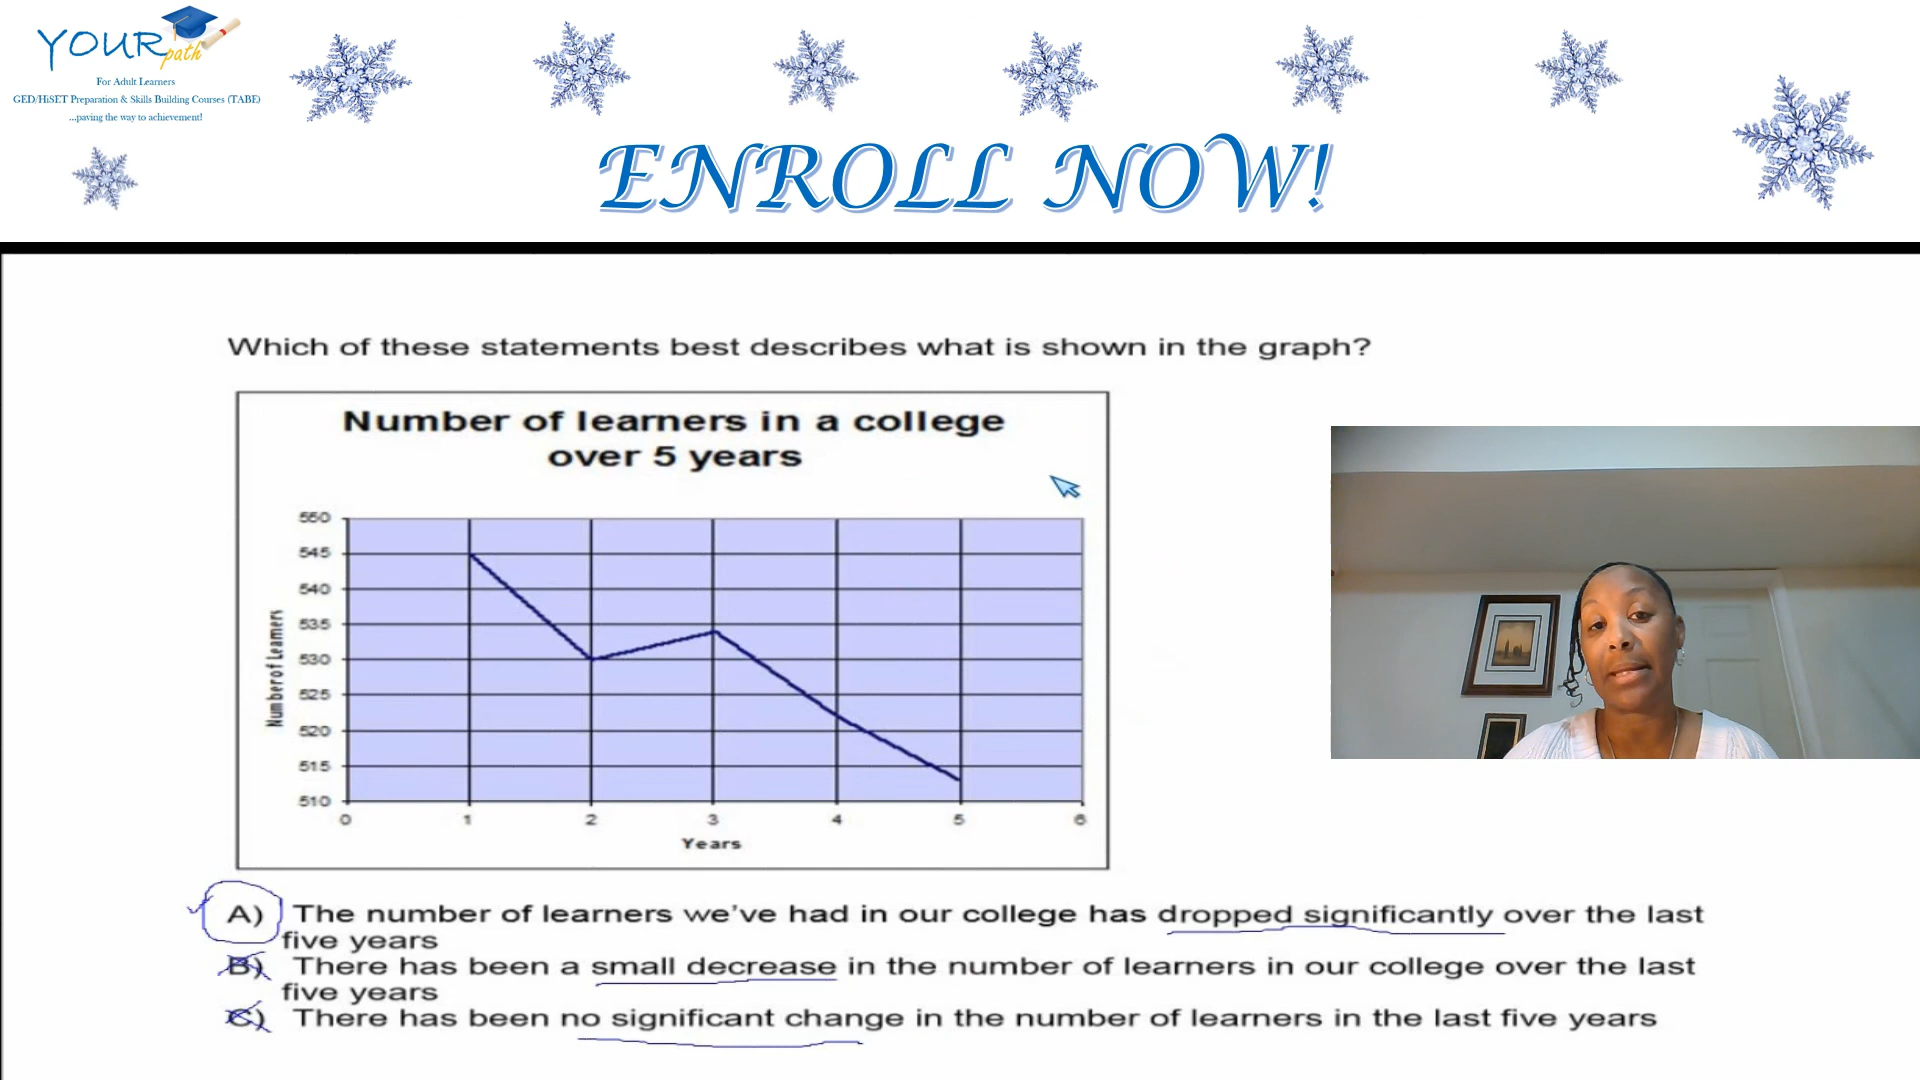 YOUR
path
For Adult Learners
GED/HiSET Preparation & Skills Building Courses (TABE)
...paving the way to achievement!
ENROLL NOW!
Which of these statements best describes what is shown in the graph?
Number of learners in a college
over 5 years
550
545
540
535
530
525
520
515
510
Number of Learners
0 1 2 3 4 5 6
Years
A) The number of learners we've had in our college has dropped significantly over the last
five years
B) There has been a small decrease in the number of learners in our college over the last
five years
C) There has been no significant change in the number of learners in the last five years